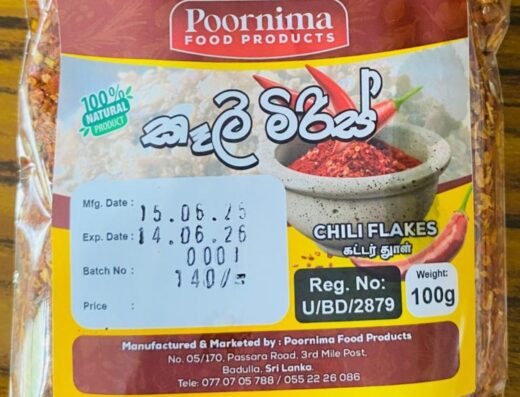 Poornima
FOOD PRODUCTS
100%
NATURAL
PRODUCT
කෑලි මිරිස්
Mfg. Date : 15.06.25
Exp. Date : 14.06.26
Batch No : 0001
Price : 140/=
CHILI FLAKES
கட்டர் தூள்
Reg. No:
U/BD/2879
Weight:
100g
Manufactured & Marketed by : Poornima Food Products
No. 05/170, Passara Road, 3rd Mile Post,
Badulla, Sri Lanka.
Tele: 077 07 05 788 / 055 22 26 086